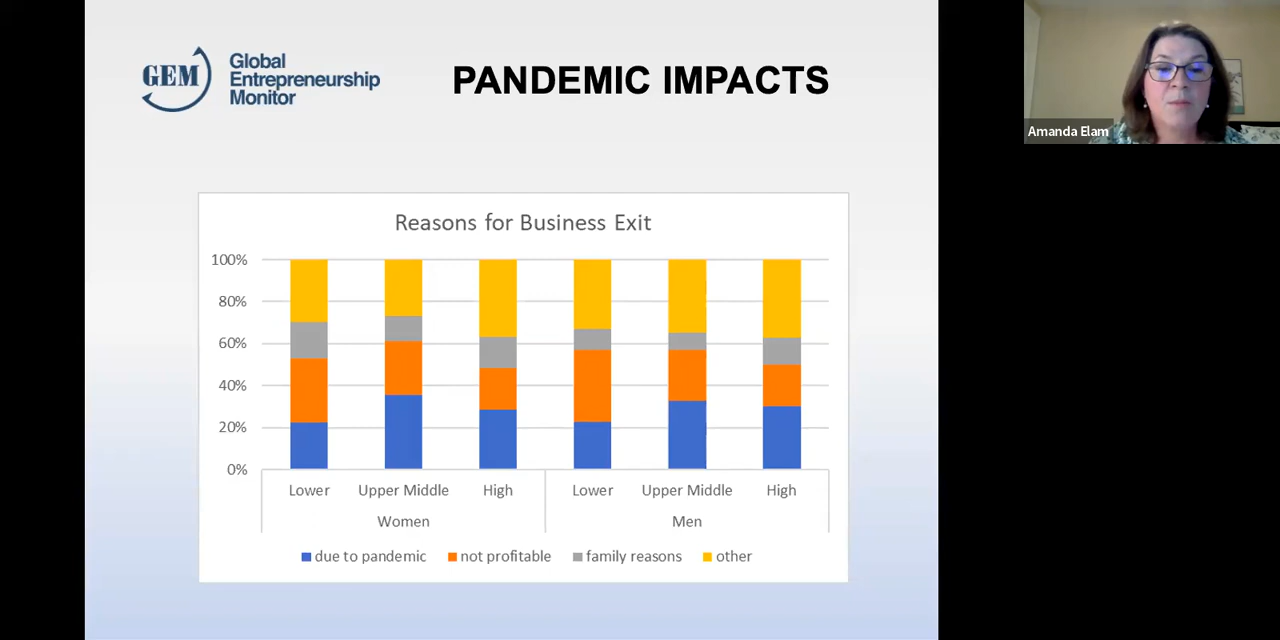 GEM
Global
Entrepreneurship
Monitor
PANDEMIC IMPACTS
Amanda Elam
Reasons for Business Exit
100%
80%
60%
40%
20%
0%
Lower Upper Middle High Lower Upper Middle High
Women Men
due to pandemic not profitable family reasons other